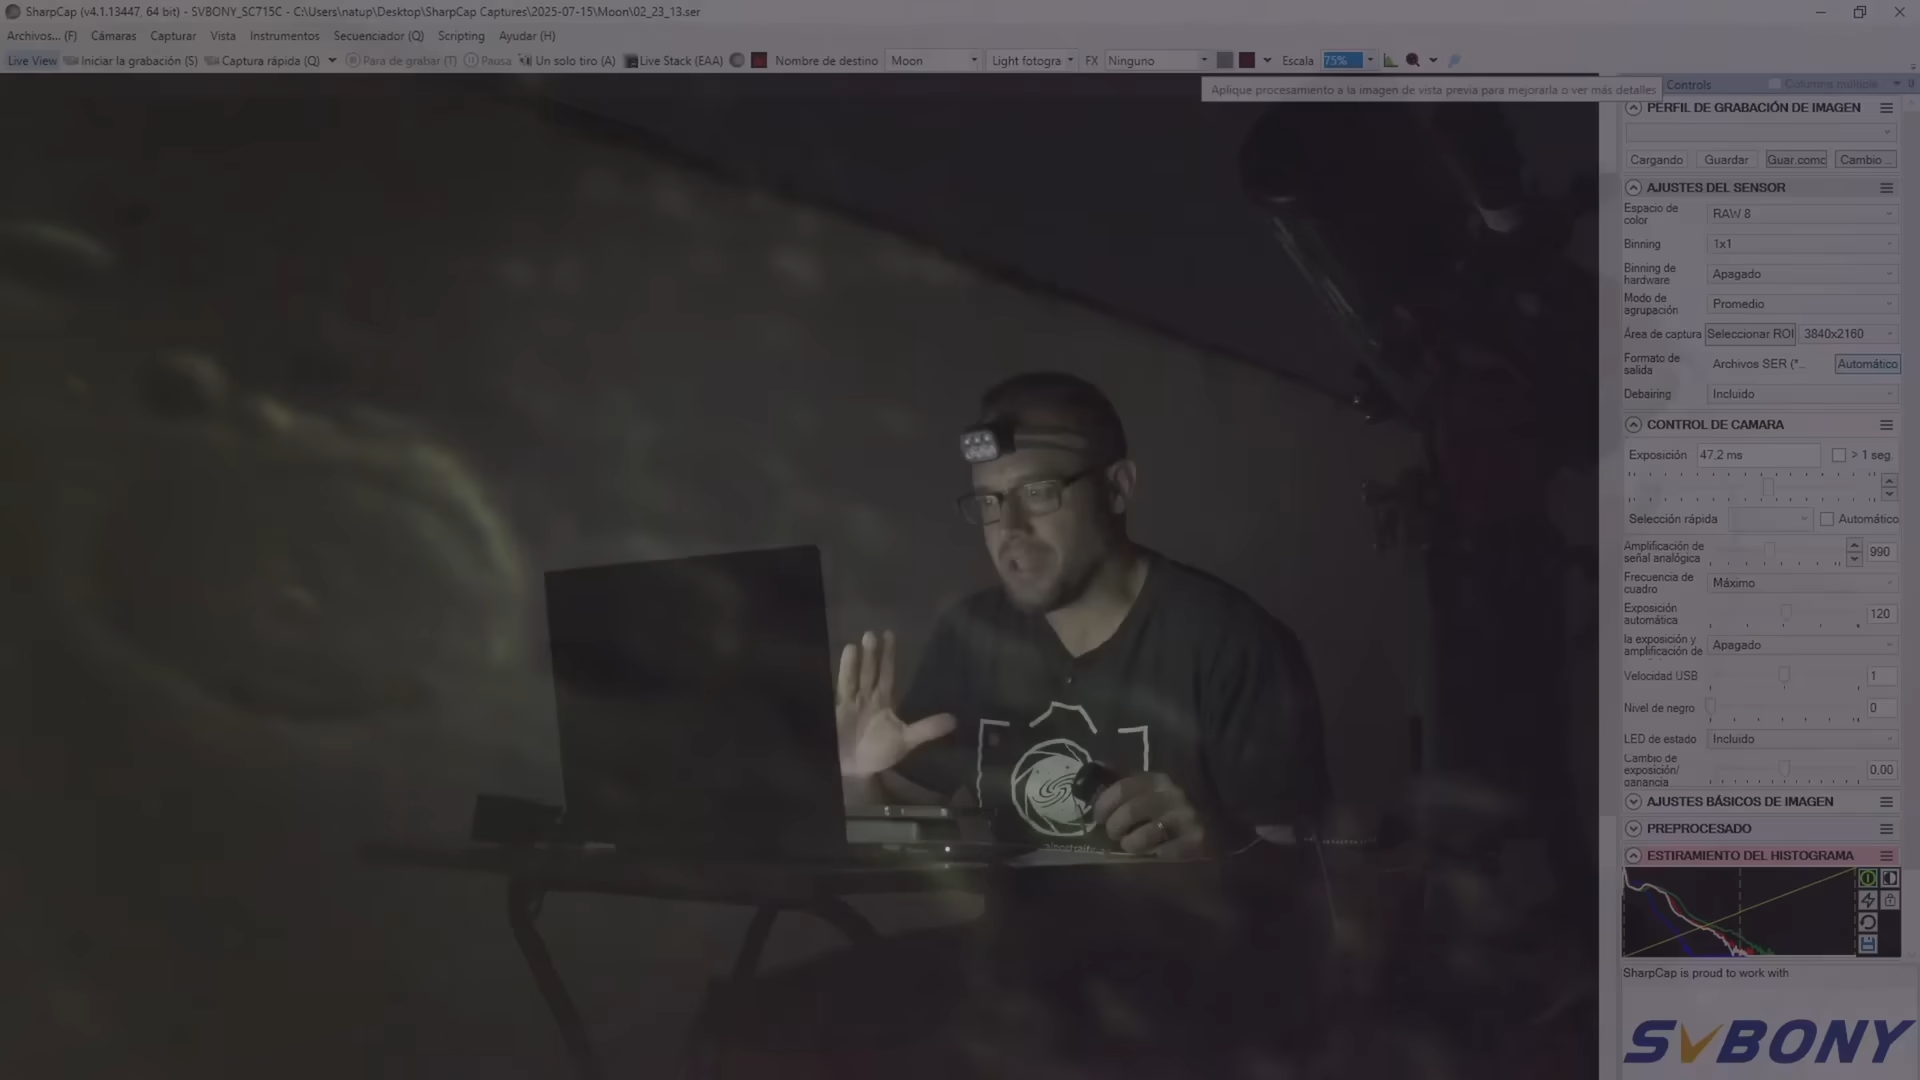 SharpCap (v4.1.13447, 64 bit) - SVBONY_SC715C - C:\Users\natup\Desktop\SharpCap Captures\2025-07-15\Moon\02_23_13.ser
Archivos... (F) Cámaras Capturar Vista Instrumentos Secuenciador (Q) Scripting Ayudar (H)
Live View Iniciar la grabación (S) Captura rápida (Q) Para de grabar (T) Pausa Un solo tiro (A) Live Stack (EAA) Nombre de destino Moon Light fotogra FX Ninguno Escala 75%
Aplique procesamiento a la imagen de vista previa para mejorarla o ver más detalles
Controls Columna múltiple
PERFIL DE GRABACIÓN DE IMAGEN
Cargando Guardar Guar.comc Cambio ...
AJUSTES DEL SENSOR
Espacio de color RAW 8
Binning 1x1
Binning de hardware Apagado
Modo de agrupación Promedio
Área de captura Seleccionar ROI 3840x2160
Formato de salida Archivos SER (*... Automático
Debairing Incluido
CONTROL DE CAMARA
Exposición 47.2 ms > 1 seg.
Selección rápida Automático
Amplificación de señal analógica 990
Frecuencia de cuadro Máximo
Exposición automática 120
la exposición y amplificación de Apagado
Velocidad USB 1
Nivel de negro 0
LED de estado Incluido
Cambio de exposición/ ganancia 0,00
AJUSTES BÁSICOS DE IMAGEN
PREPROCESADO
ESTIRAMIENTO DEL HISTOGRAMA
SharpCap is proud to work with
SVBONY